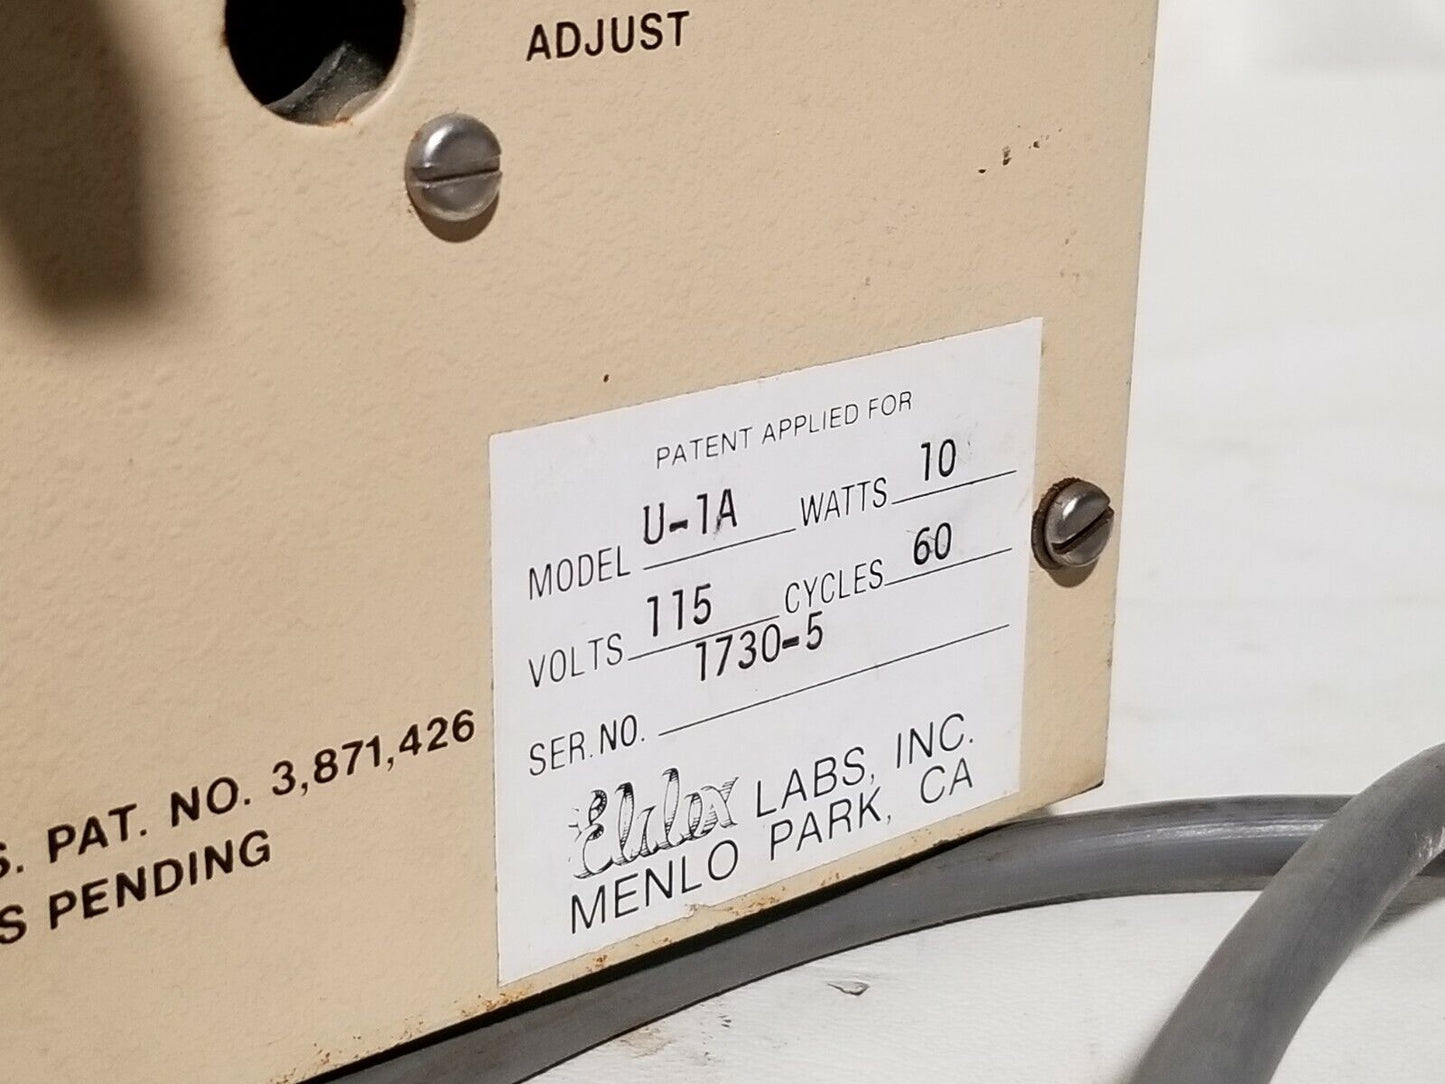 ADJUST
PATENT APPLIED FOR
MODEL U-1A WATTS 10
VOLTS 115 CYCLES 60
1730-5
SER. NO.
Eldex LABS, INC.
MENLO PARK, CA
S. PAT. NO. 3,871,426
S PENDING